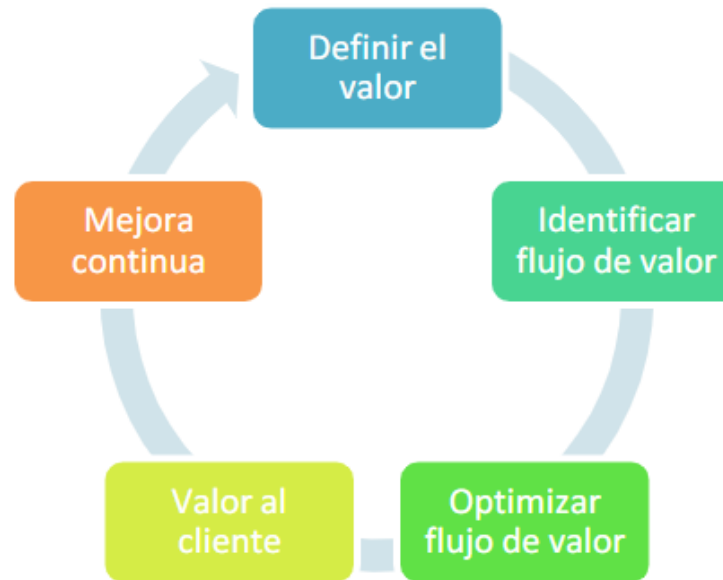 Definir el
valor
Identificar
flujo de valor
Optimizar
flujo de valor
Valor al
cliente
Mejora
continua